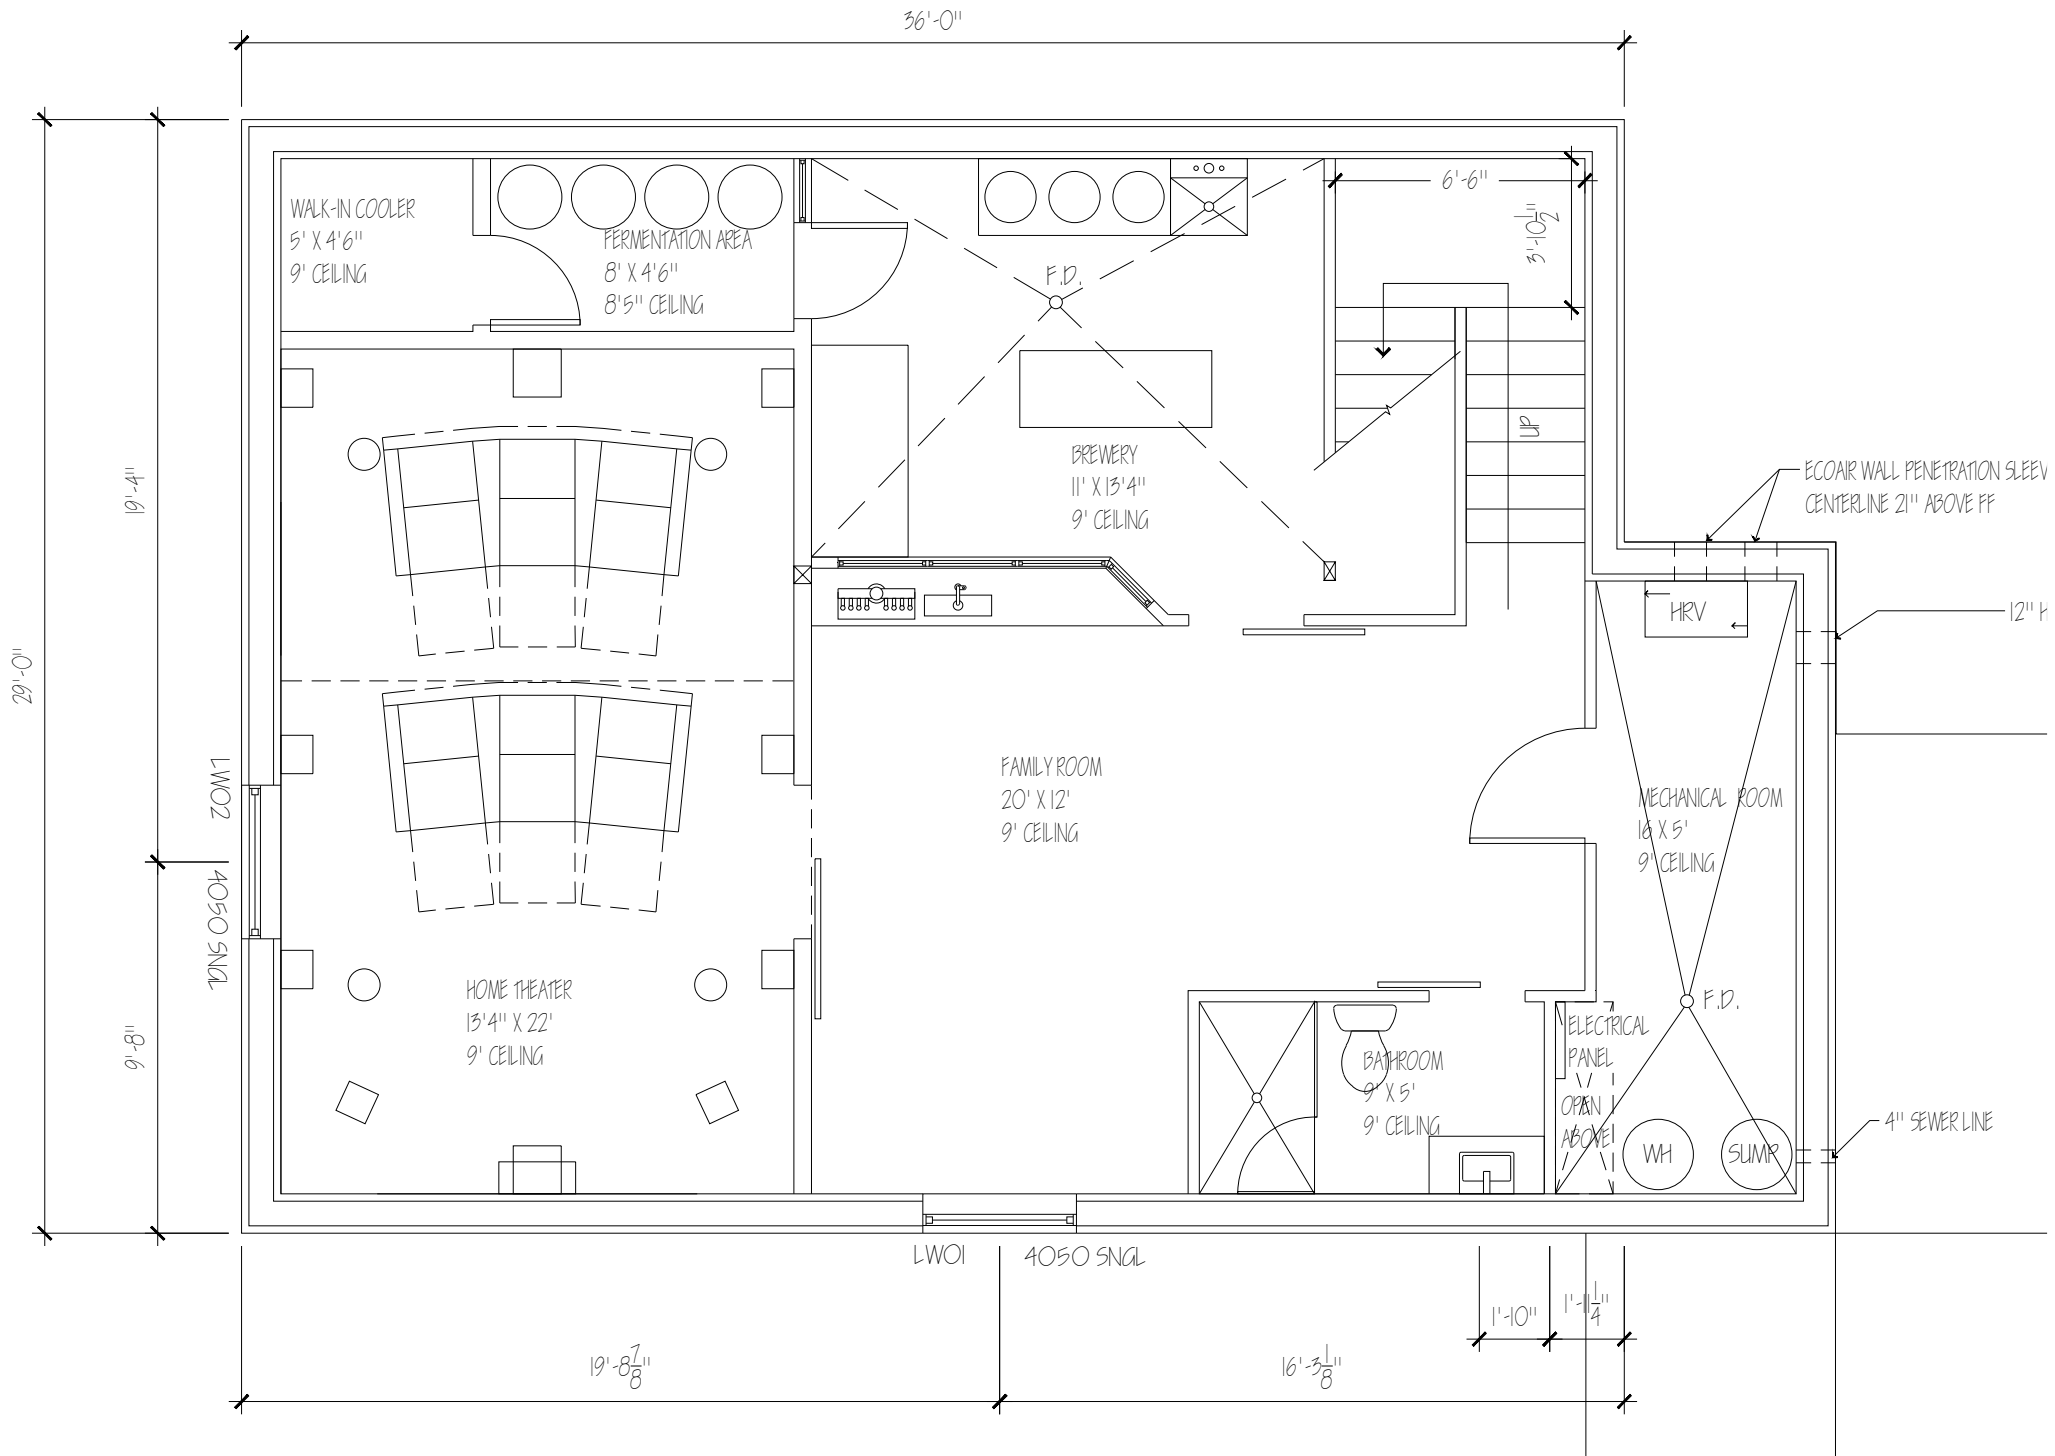 36'-0"
WALK-IN COOLER
5' X 4'6"
9' CEILING
FERMENTATION AREA
8' X 4'6"
8'5" CEILING
F.D.
6'-6"
3'-10 1/2"
UP
BREWERY
11' X 13'4"
9' CEILING
ECOAIR WALL PENETRATION SLEEV
CENTERLINE 21" ABOVE FF
19'-4"
29'-0"
HRV
12" H
LW02
4050 SNGL
FAMILY ROOM
20' X 12'
9' CEILING
MECHANICAL ROOM
16 X 5'
9' CEILING
HOME THEATER
13'4" X 22'
9' CEILING
9'-8"
F.D.
ELECTRICAL
PANEL
OPEN
ABOVE
BATHROOM
9' X 5'
9' CEILING
WH
SUMP
4" SEWER LINE
LW01
4050 SNGL
1'-10"
1'-11 1/4"
19'-8 7/8"
16'-3 1/8"